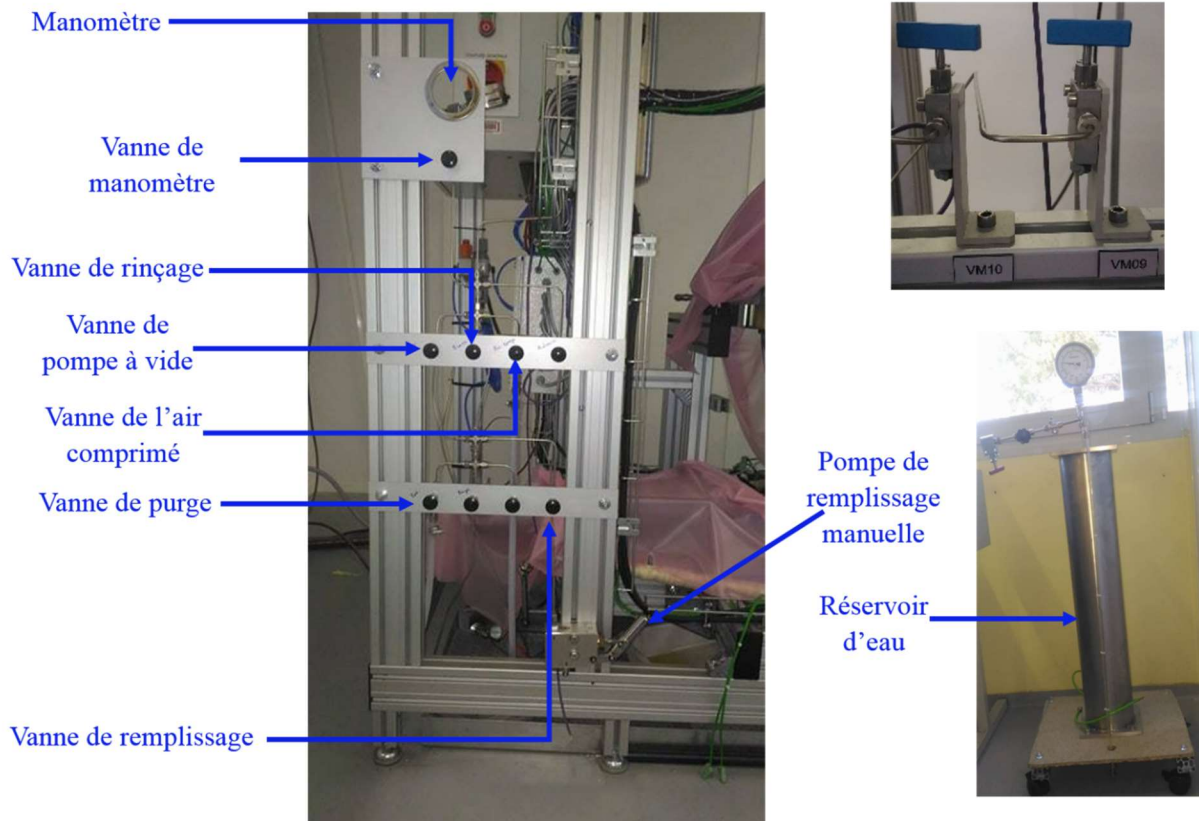 Manomètre
Vanne de
manomètre
Vanne de rinçage
Vanne de
pompe à vide
Vanne de l’air
comprimé
Vanne de purge
Vanne de remplissage
Pompe de
remplissage
manuelle
Réservoir
d’eau
VM10
VM09